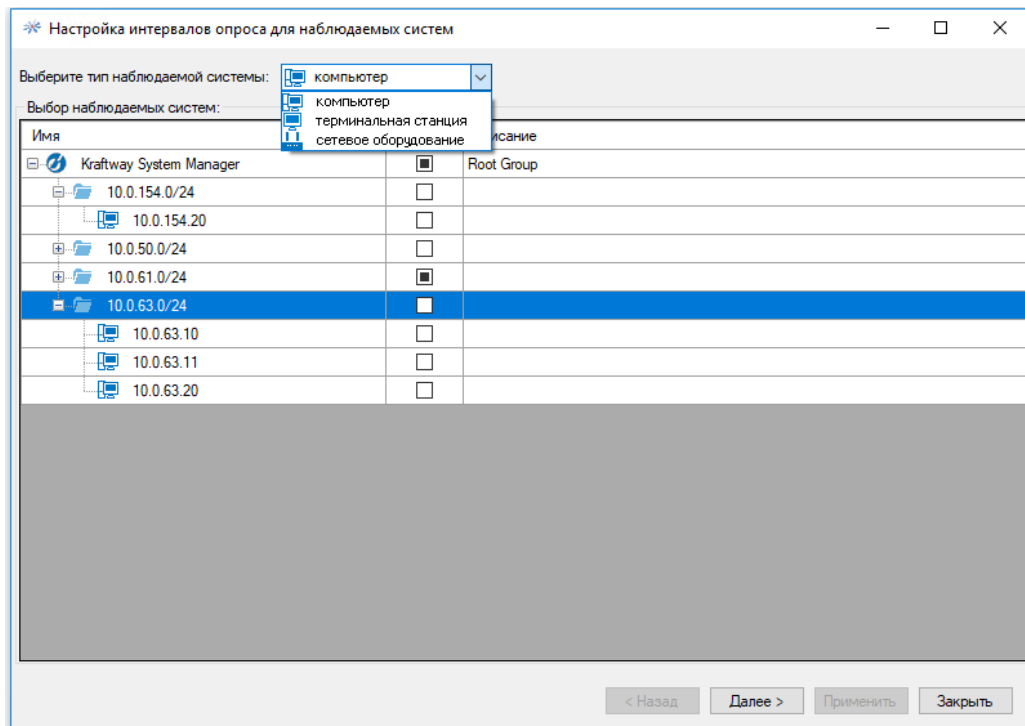 Настройка интервалов опроса для наблюдаемых систем
Выберите тип наблюдаемой системы: компьютер
компьютер
терминальная станция
сетевое оборудование
Выбор наблюдаемых систем:
Имя
Kraftway System Manager Root Group
10.0.154.0/24
10.0.154.20
10.0.50.0/24
10.0.61.0/24
10.0.63.0/24
10.0.63.10
10.0.63.11
10.0.63.20
< Назад Далее > Применить Закрыть